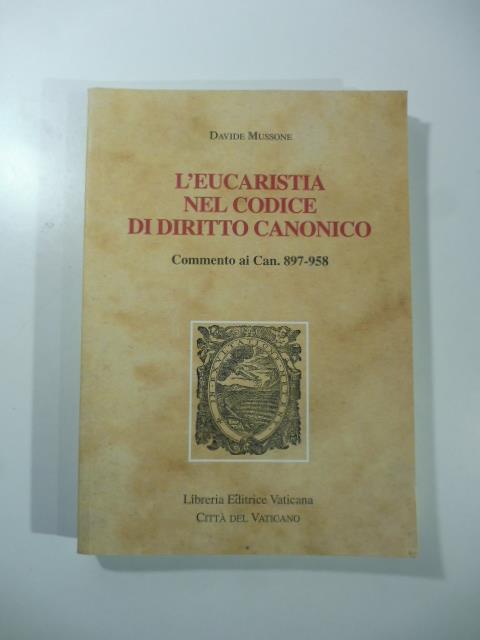 DAVIDE MUSSONE
L'EUCARISTIA
NEL CODICE
DI DIRITTO CANONICO
Commento ai Can. 897-958
Libreria Editrice Vaticana
CITTÀ DEL VATICANO